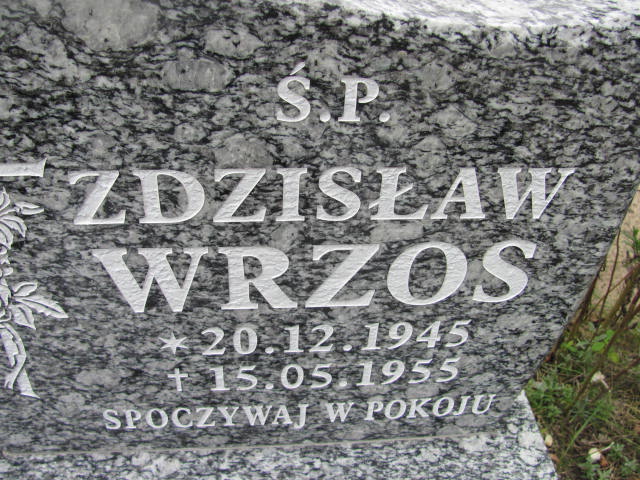 Ś.P.
ZDZISŁAW
WRZOS
★ 20.12.1945
✝ 15.05.1955
SPOCZYWAJ W POKOJU